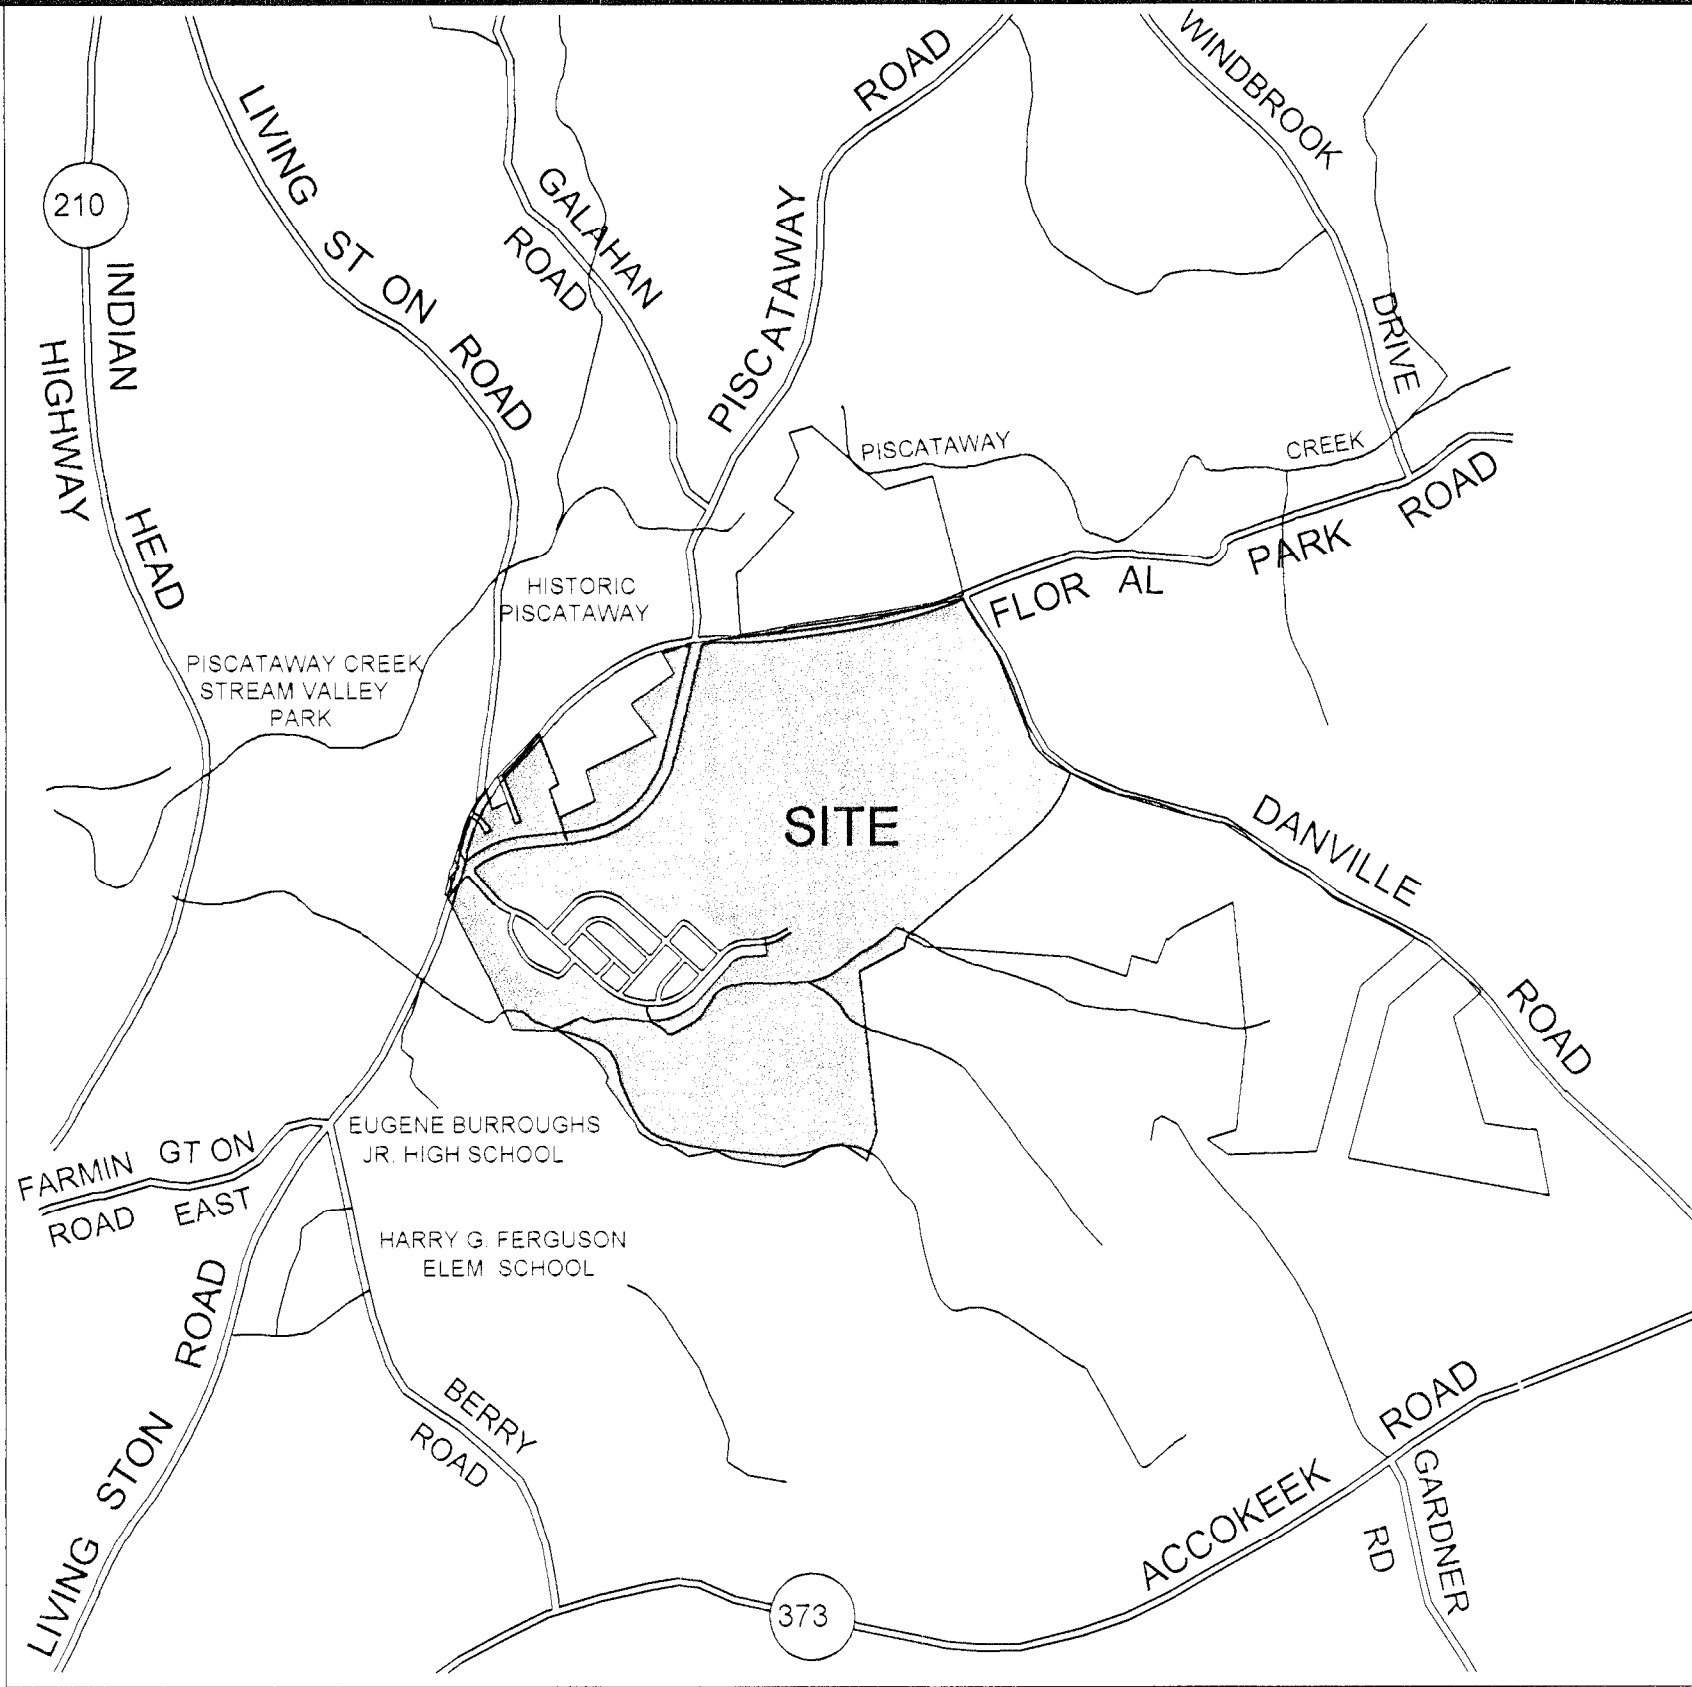 WINDBROOK
DRIVE
PISCATAWAY
ROAD
LIVING ST ON ROAD
GALAHAN
ROAD
210
INDIAN
HEAD
HIGHWAY
PISCATAWAY
CREEK
FLOR AL PARK ROAD
HISTORIC
PISCATAWAY
PISCATAWAY CREEK
STREAM VALLEY
PARK
SITE
DANVILLE
ROAD
EUGENE BURROUGHS
JR. HIGH SCHOOL
FARMIN GT ON
ROAD EAST
HARRY G. FERGUSON
ELEM SCHOOL
LIVING STON ROAD
BERRY
ROAD
ACCOKEEK ROAD
GARDNER
RD
373